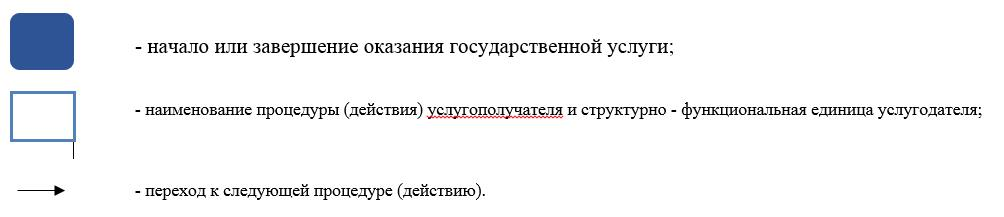 - начало или завершение оказания государственной услуги;
- наименование процедуры (действия) услугополучателя и структурно - функциональная единица услугодателя;
- переход к следующей процедуре (действию).